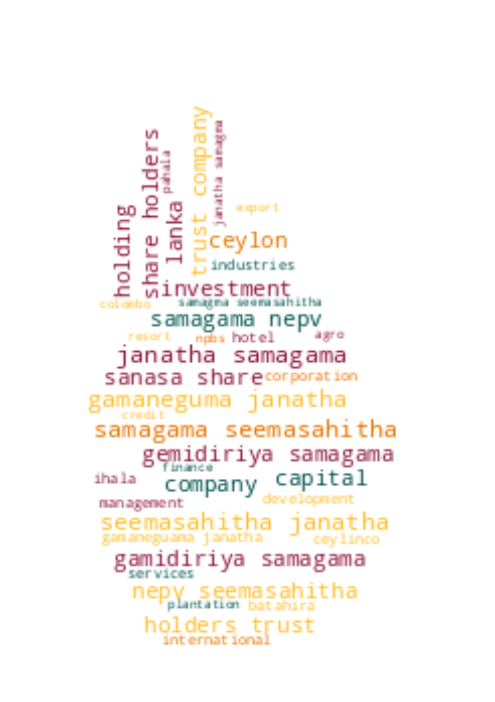 holding
share holders
pahala
lanka
trust company
janatha samagma
export
ceylon
industries
investment
colombo
samagma seemasahitha
samagama nepv
resort
npbs
hotel
agro
janatha samagama
sanasa share
corporation
gamaneguma janatha
credit
samagama seemasahitha
gemidiriya samagama
finance
ihala
company
capital
management
development
seemasahitha janatha
gamaneguama janatha
ceylinco
gamidiriya samagama
services
nepv seemasahitha
plantation
batahira
holders trust
international